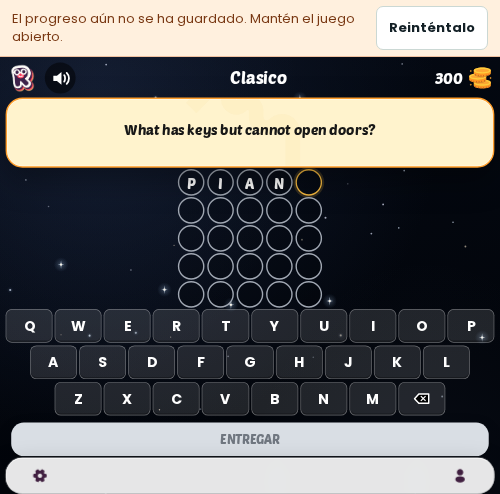 El progreso aún no se ha guardado. Mantén el juego
abierto.
Reinténtalo
Clasico
300
What has keys but cannot open doors?
P I A N
Q W E R T Y U I O P
A S D F G H J K L
Z X C V B N M
ENTREGAR